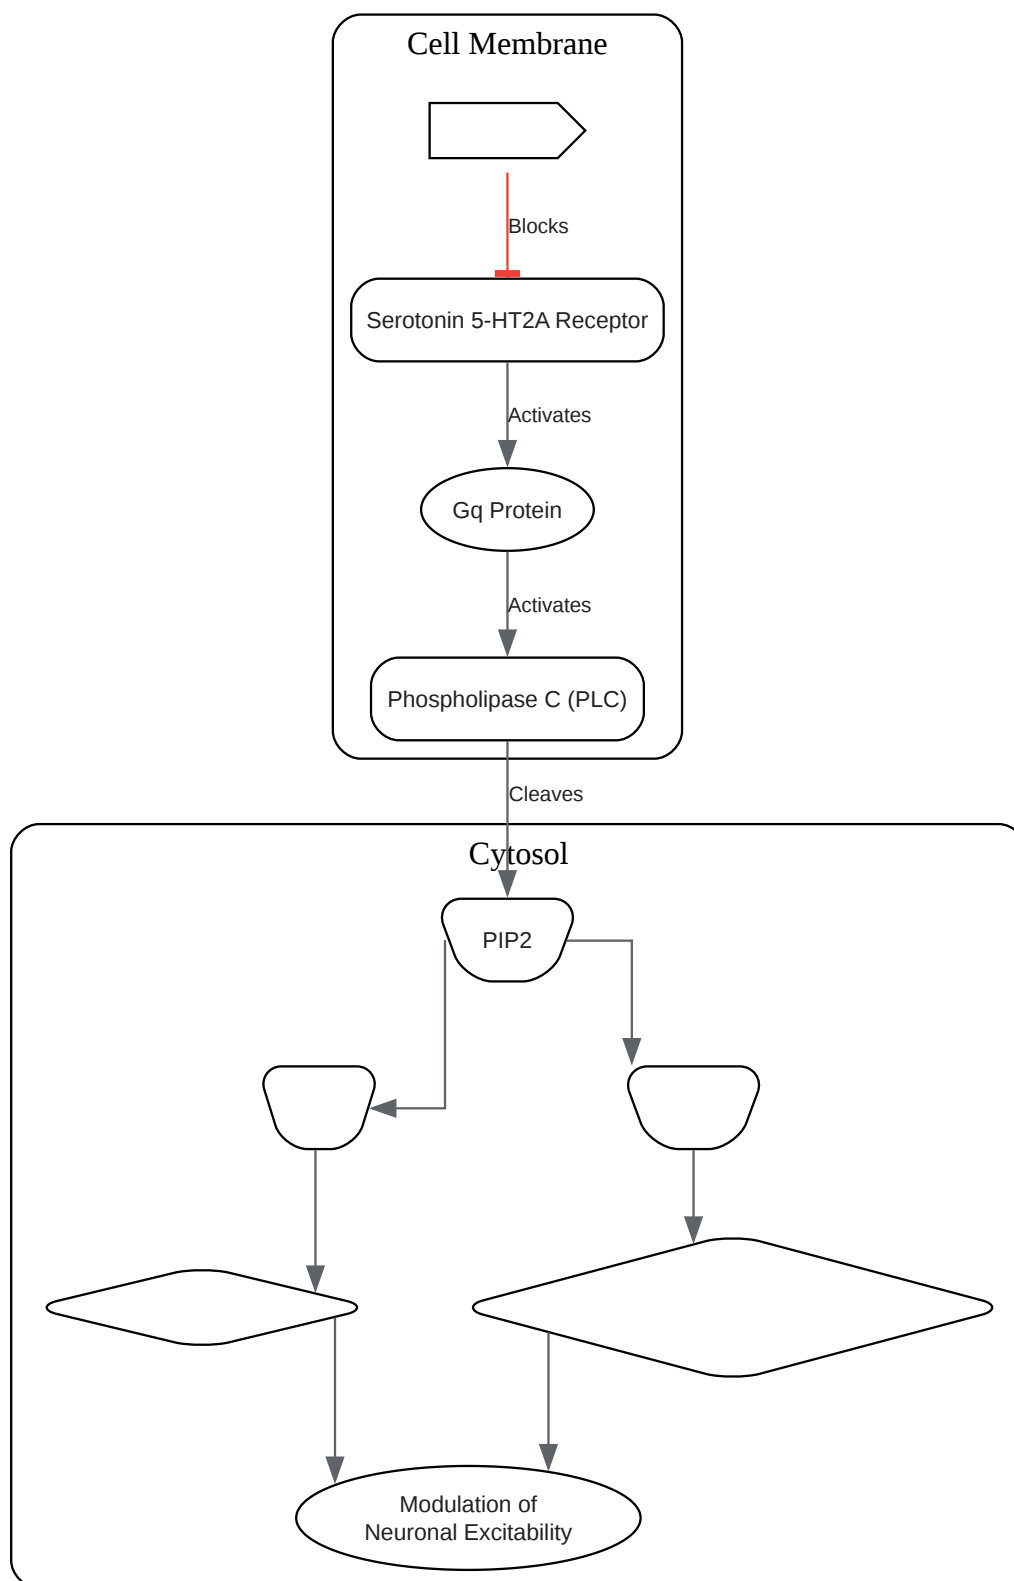 Cell Membrane
Blocks
Serotonin 5-HT2A Receptor
Activates
Gq Protein
Activates
Phospholipase C (PLC)
Cleaves
Cytosol
PIP2
Modulation of
Neuronal Excitability